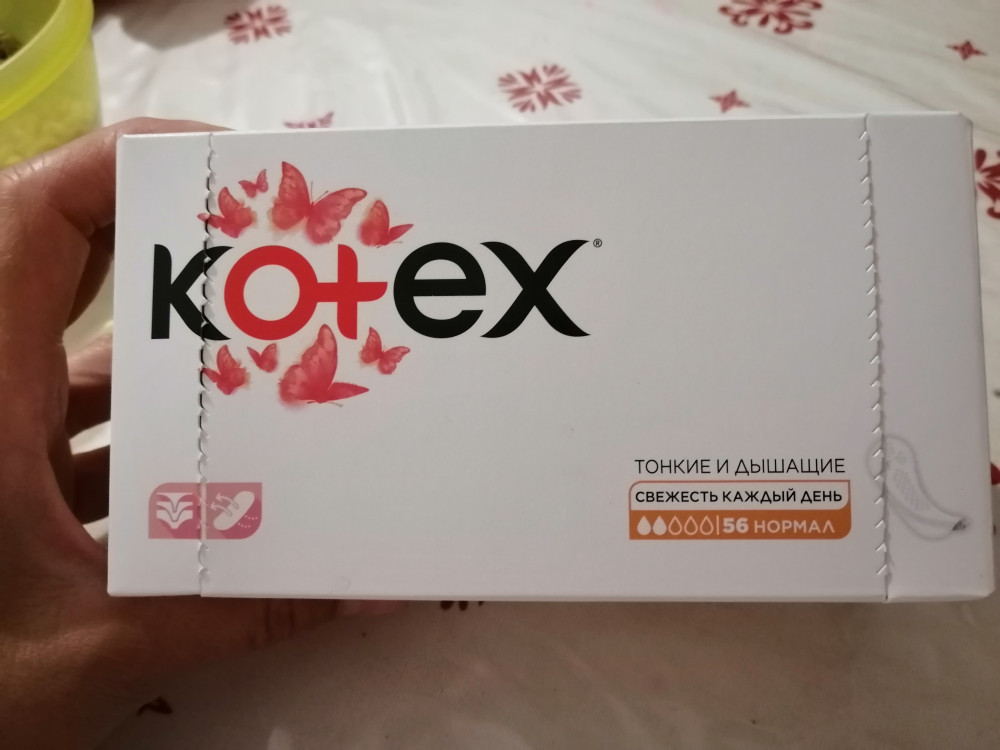 Kotex®
ТОНКИЕ И ДЫШАЩИЕ
СВЕЖЕСТЬ КАЖДЫЙ ДЕНЬ
56 НОРМАЛ